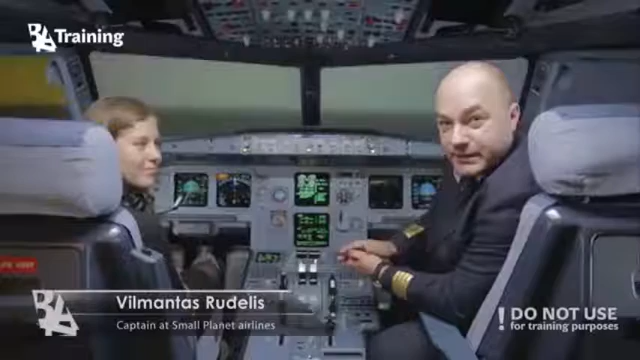 BAA Training
Vilmantas Rudelis
Captain at Small Planet airlines
! DO NOT USE
for training purposes